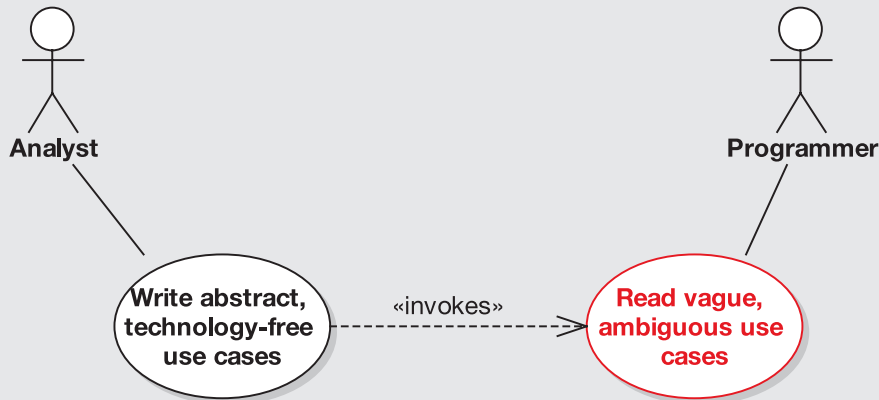 Analyst
Programmer
Write abstract,
technology-free
use cases
«invokes»
Read vague,
ambiguous use
cases